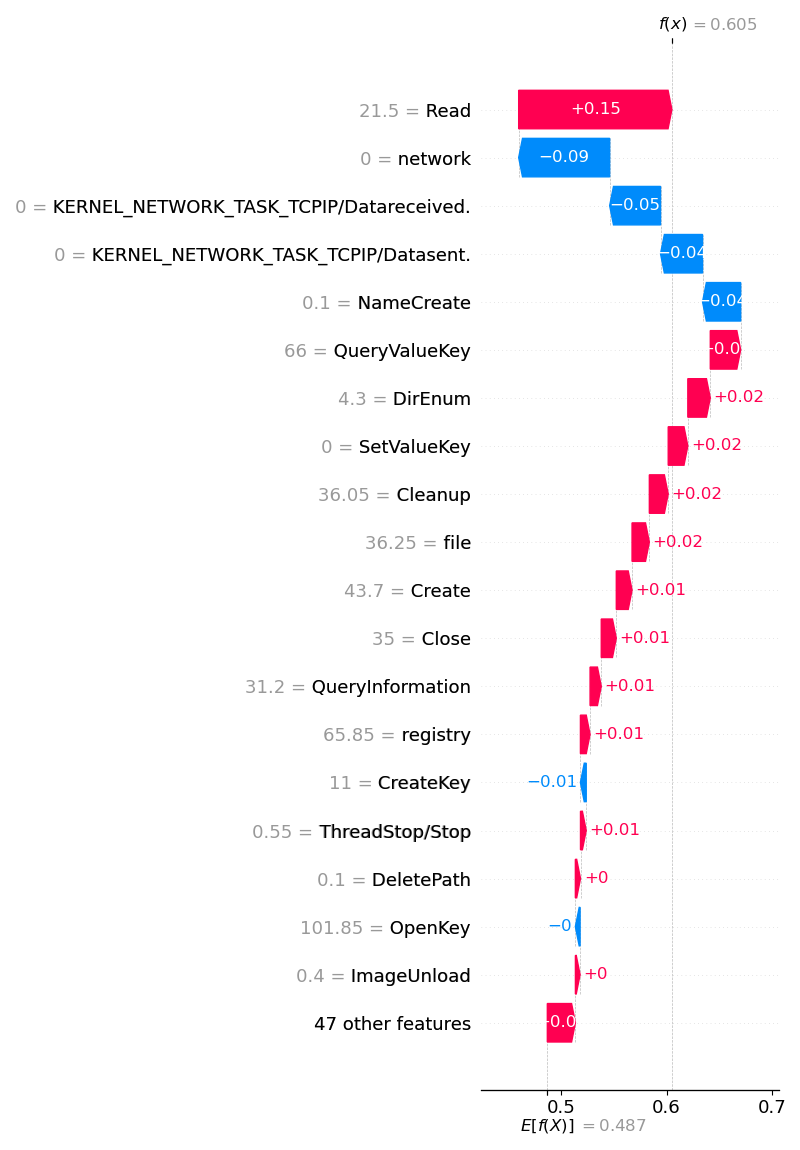 f(x) = 0.605
21.5 = Read +0.15
0 = network −0.09
0 = KERNEL_NETWORK_TASK_TCPIP/Datareceived. −0.05
0 = KERNEL_NETWORK_TASK_TCPIP/Datasent. −0.04
0.1 = NameCreate −0.04
66 = QueryValueKey
4.3 = DirEnum +0.02
0 = SetValueKey +0.02
36.05 = Cleanup +0.02
36.25 = file +0.02
43.7 = Create +0.01
35 = Close +0.01
31.2 = QueryInformation +0.01
65.85 = registry +0.01
11 = CreateKey −0.01
0.55 = ThreadStop/Stop +0.01
0.1 = DeletePath +0
101.85 = OpenKey −0
0.4 = ImageUnload +0
47 other features
0.5 0.6 0.7
E[f(X)] = 0.487